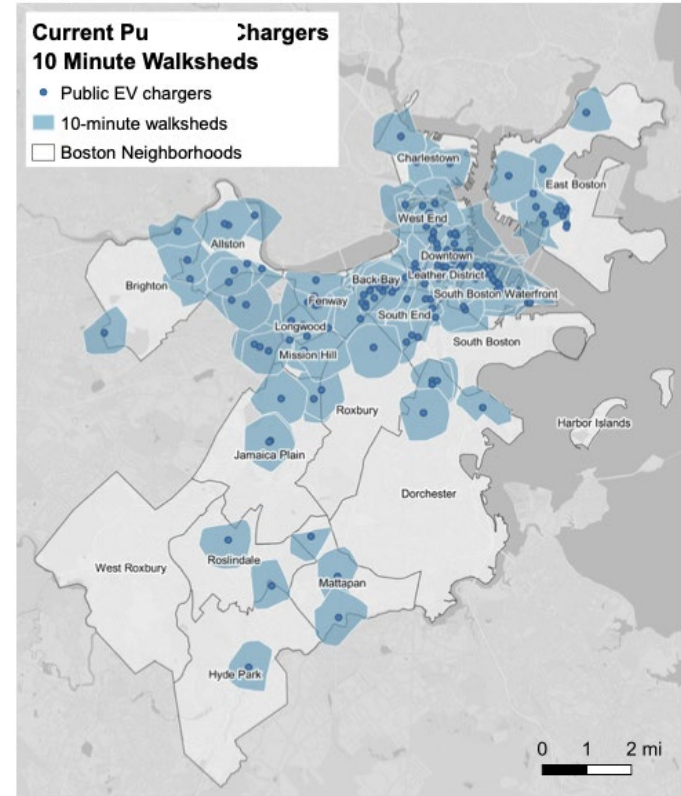 Current Pu Chargers
10 Minute Walksheds
Public EV chargers
10-minute walksheds
Boston Neighborhoods
Charlestown
East Boston
West End
Allston
Downtown
Back Bay
Leather District
Brighton
Fenway
South Boston Waterfront
South End
Longwood
South Boston
Mission Hill
Roxbury
Harbor Islands
Jamaica Plain
Dorchester
Roslindale
West Roxbury
Mattapan
Hyde Park
0 1 2 mi